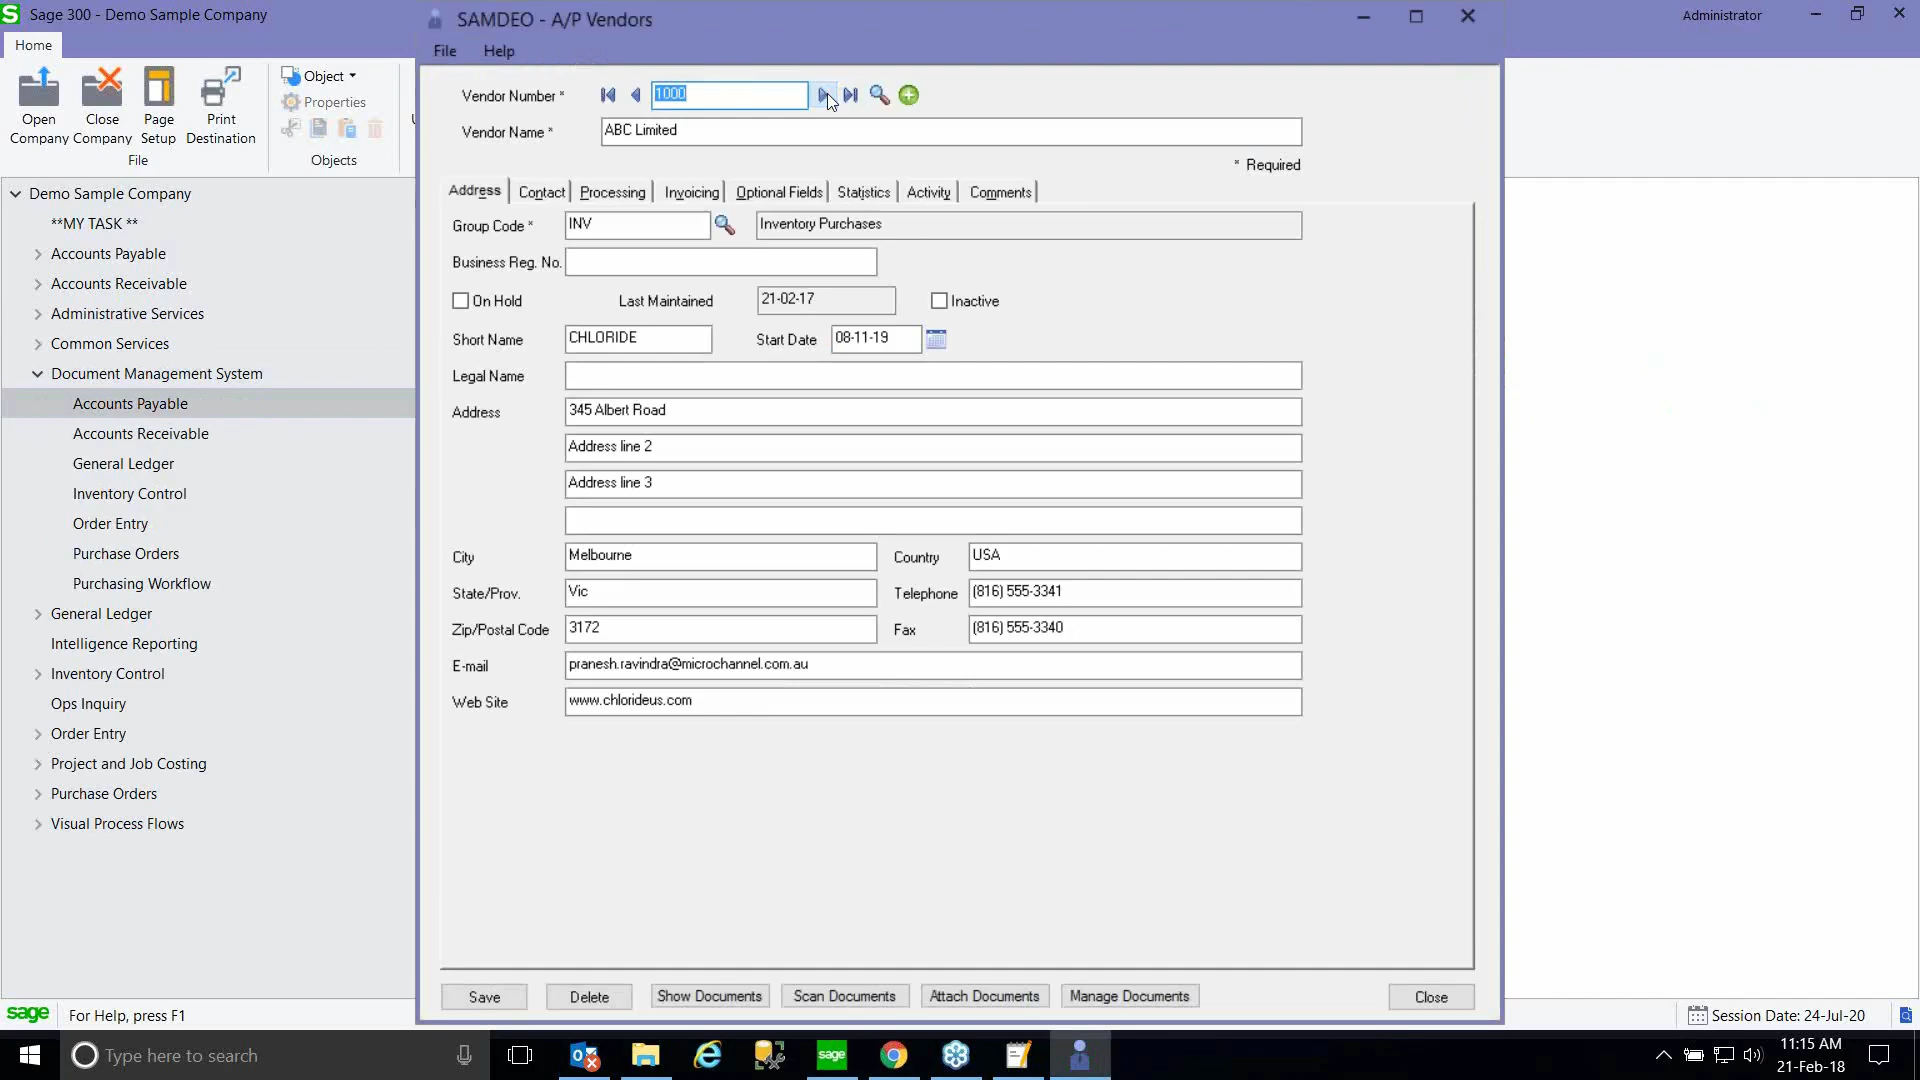 Sage 300 - Demo Sample Company
Administrator
Home
Open Company
Close Company
Page Setup
Print Destination
File
Object
Properties
Objects
Demo Sample Company
**MY TASK **
Accounts Payable
Accounts Receivable
Administrative Services
Common Services
Document Management System
Accounts Payable
Accounts Receivable
General Ledger
Inventory Control
Order Entry
Purchase Orders
Purchasing Workflow
General Ledger
Intelligence Reporting
Inventory Control
Ops Inquiry
Order Entry
Project and Job Costing
Purchase Orders
Visual Process Flows
SAMDEO - A/P Vendors
File Help
Vendor Number * 1000
Vendor Name * ABC Limited
* Required
Address Contact Processing Invoicing Optional Fields Statistics Activity Comments
Group Code * INV Inventory Purchases
Business Reg. No.
On Hold Last Maintained 21-02-17 Inactive
Short Name CHLORIDE Start Date 08-11-19
Legal Name
Address 345 Albert Road
Address line 2
Address line 3
City Melbourne Country USA
State/Prov. Vic Telephone (816) 555-3341
Zip/Postal Code 3172 Fax (816) 555-3340
E-mail pranesh.ravindra@microchannel.com.au
Web Site www.chlorideus.com
Save Delete Show Documents Scan Documents Attach Documents Manage Documents Close
sage For Help, press F1
Session Date: 24-Jul-20
Type here to search
sage
11:15 AM
21-Feb-18